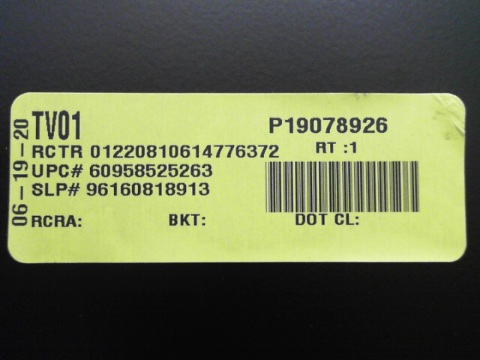 06-19-20
TV01
P19078926
RCTR 01220810614776372
RT :1
UPC# 60958525263
SLP# 96160818913
RCRA:
BKT:
DOT CL: